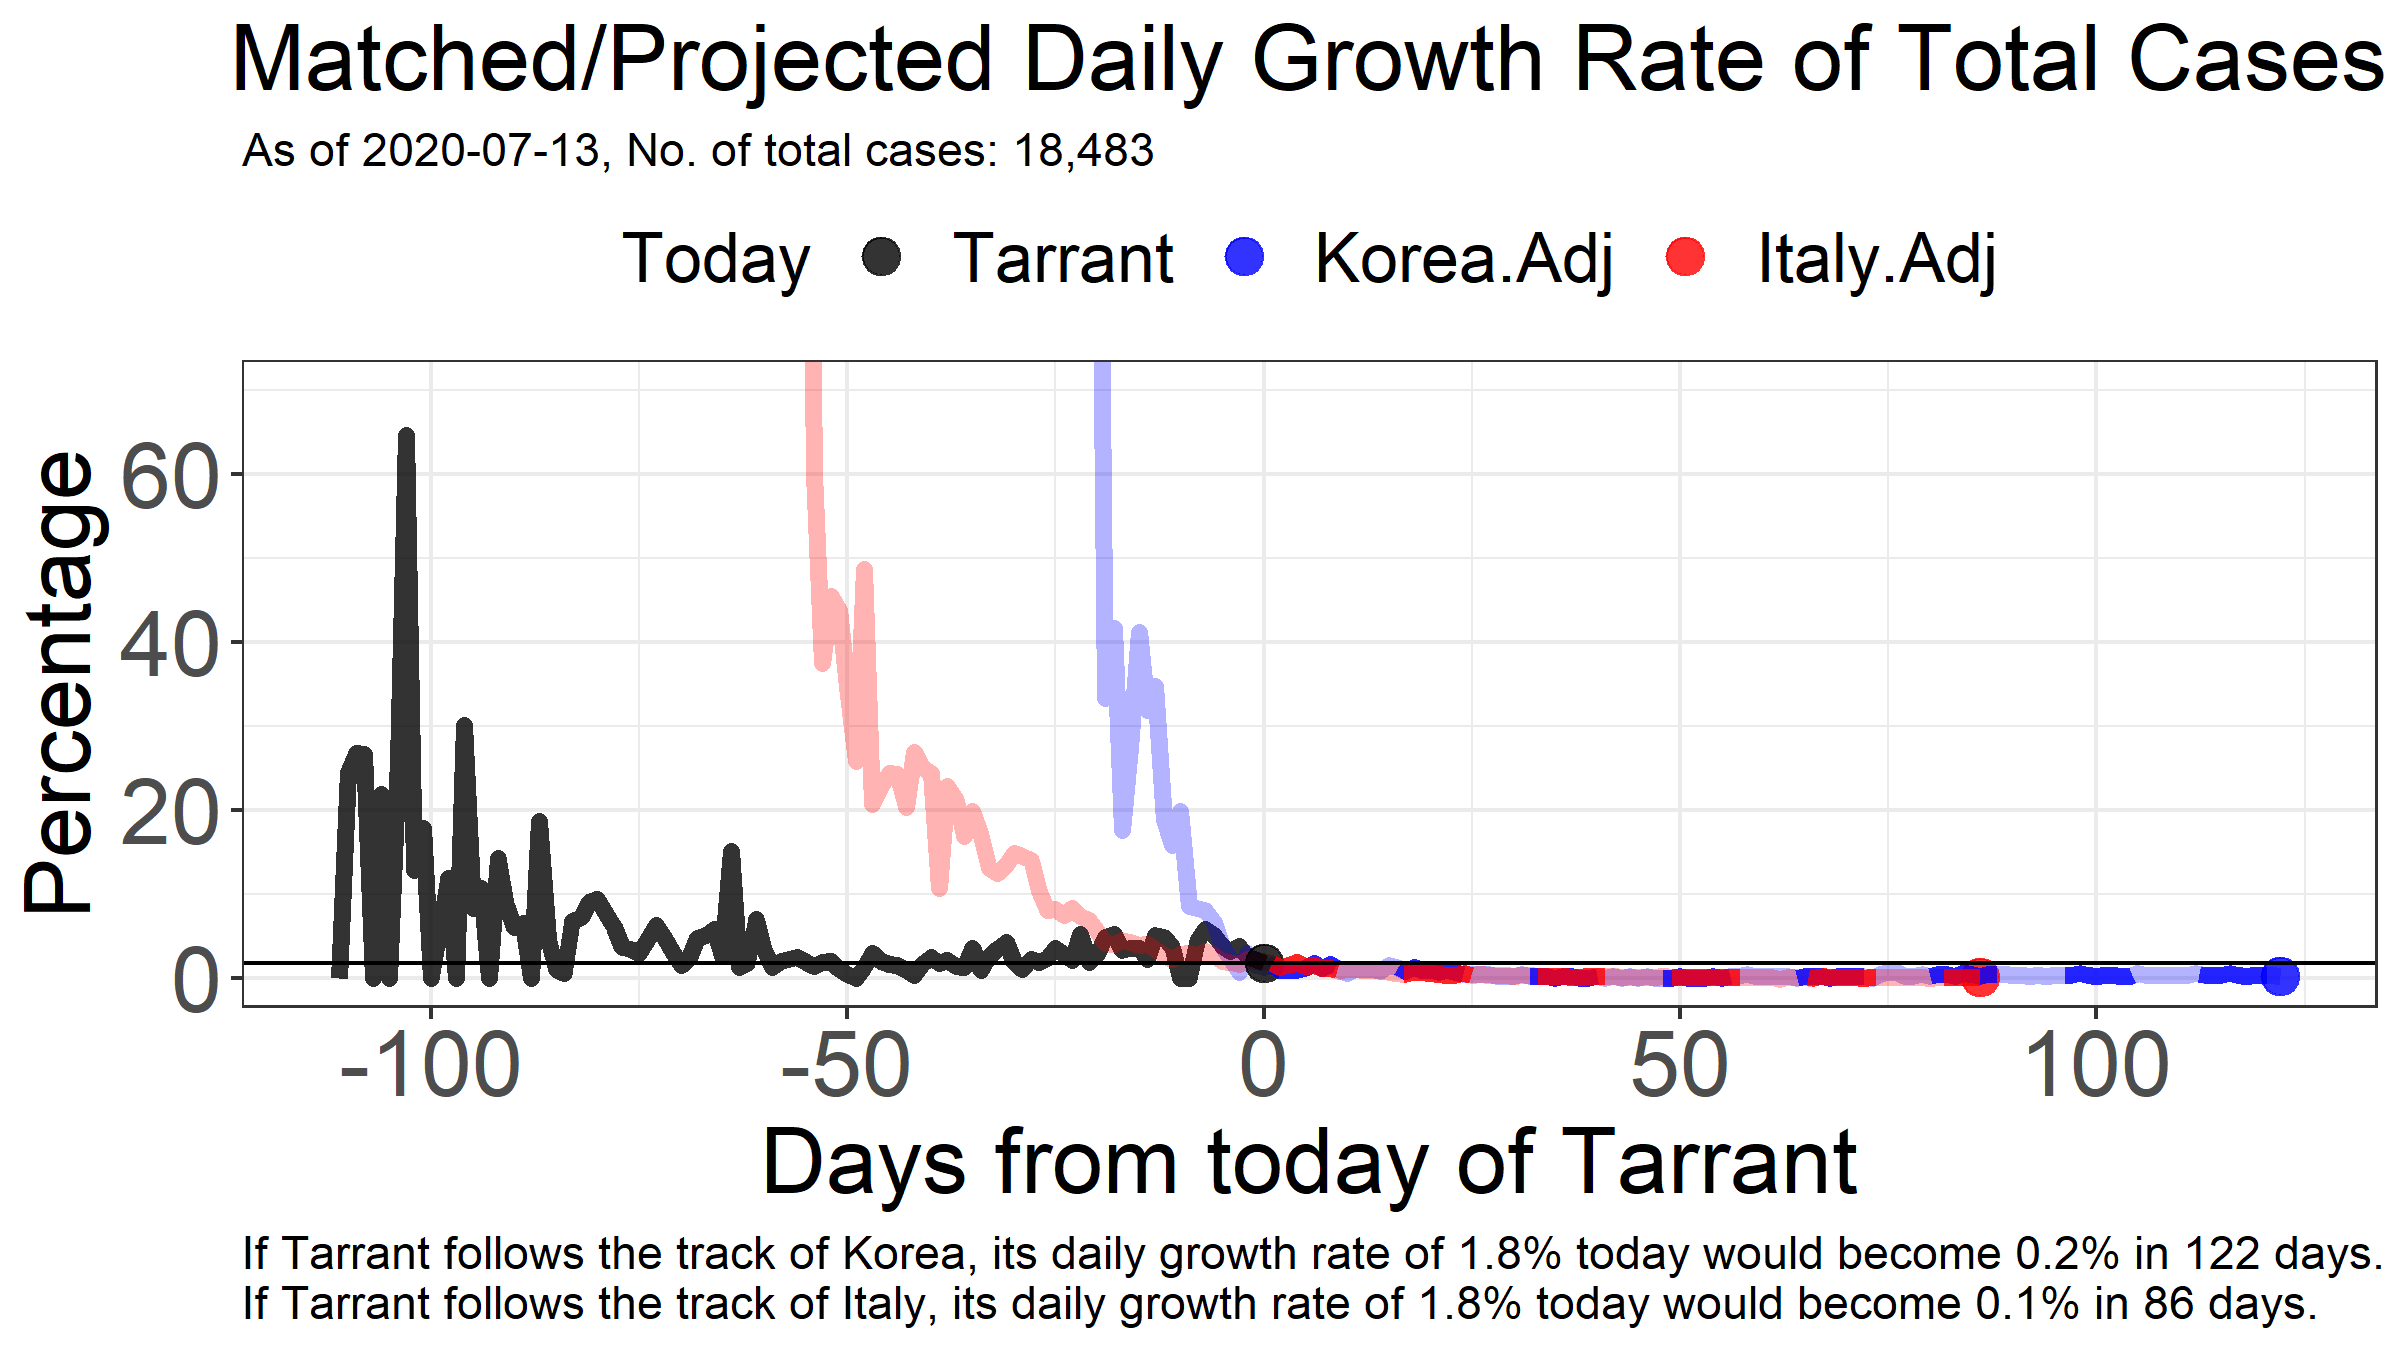 Matched/Projected Daily Growth Rate of Total Cases
As of 2020-07-13, No. of total cases: 18,483
Today Tarrant Korea.Adj Italy.Adj
Percentage
60
40
20
0
-100 -50 0 50 100
Days from today of Tarrant
If Tarrant follows the track of Korea, its daily growth rate of 1.8% today would become 0.2% in 122 days.
If Tarrant follows the track of Italy, its daily growth rate of 1.8% today would become 0.1% in 86 days.